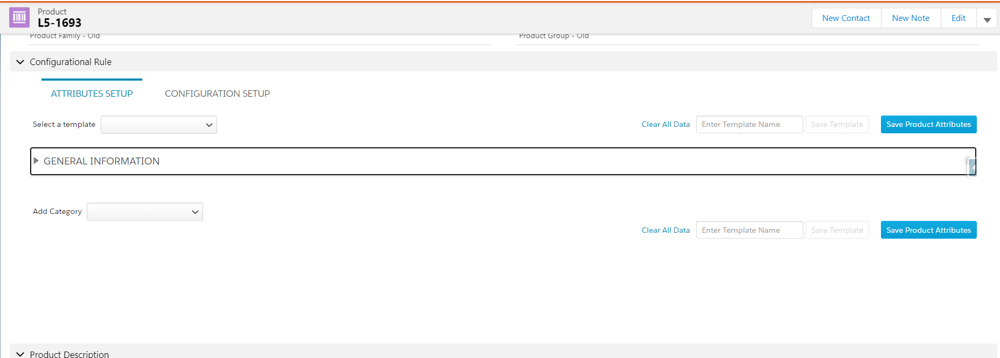 Product
L5-1693
New Contact
New Note
Edit
Product Family - Old
Product Group - Old
Configurational Rule
ATTRIBUTES SETUP
CONFIGURATION SETUP
Select a template
Clear All Data
Enter Template Name
Save Template
Save Product Attributes
GENERAL INFORMATION
Add Category
Clear All Data
Enter Template Name
Save Template
Save Product Attributes
Product Description